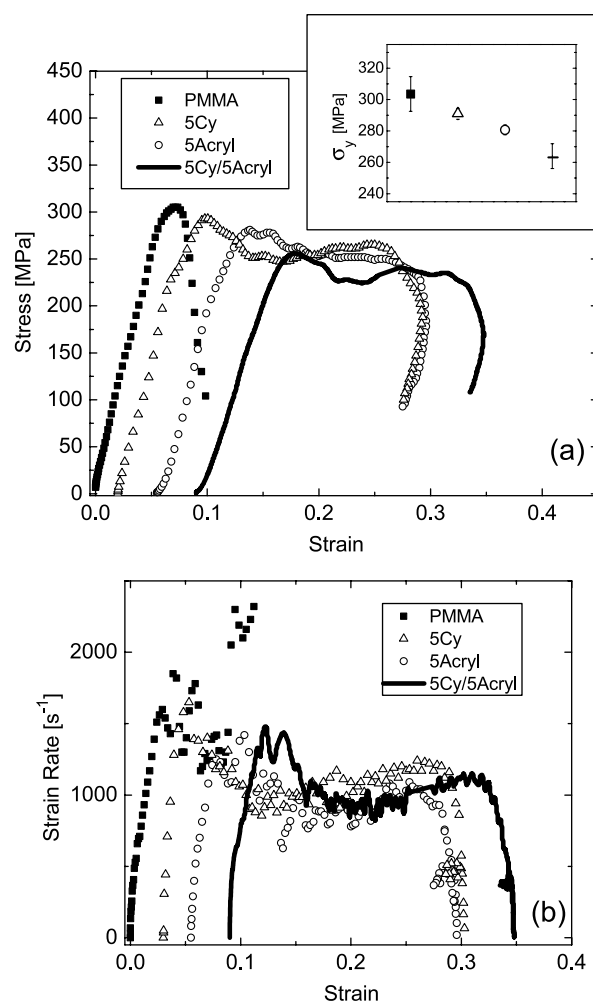 450
400
350
300
250
200
150
100
50
0
Stress [MPa]
PMMA
5Cy
5Acryl
5Cy/5Acryl
320
300
280
260
240
σy [MPa]
(a)
0.0 0.1 0.2 0.3 0.4
Strain
2000
1000
0
Strain Rate [s-1]
PMMA
5Cy
5Acryl
5Cy/5Acryl
(b)
0.0 0.1 0.2 0.3 0.4
Strain